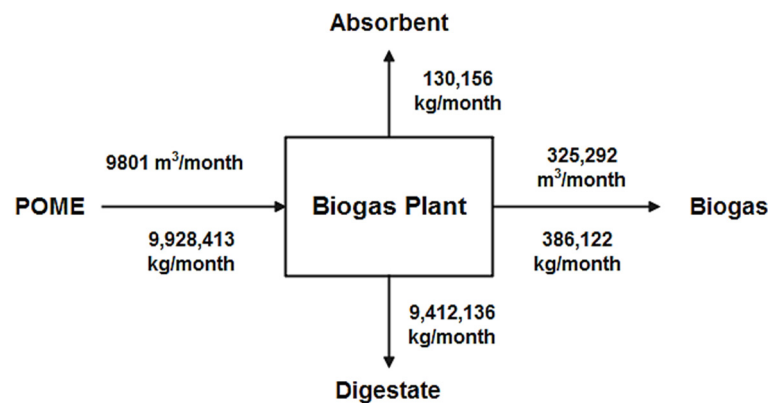 Absorbent
130,156
kg/month
9801 m³/month
325,292
m³/month
POME
Biogas Plant
Biogas
9,928,413
kg/month
386,122
kg/month
9,412,136
kg/month
Digestate